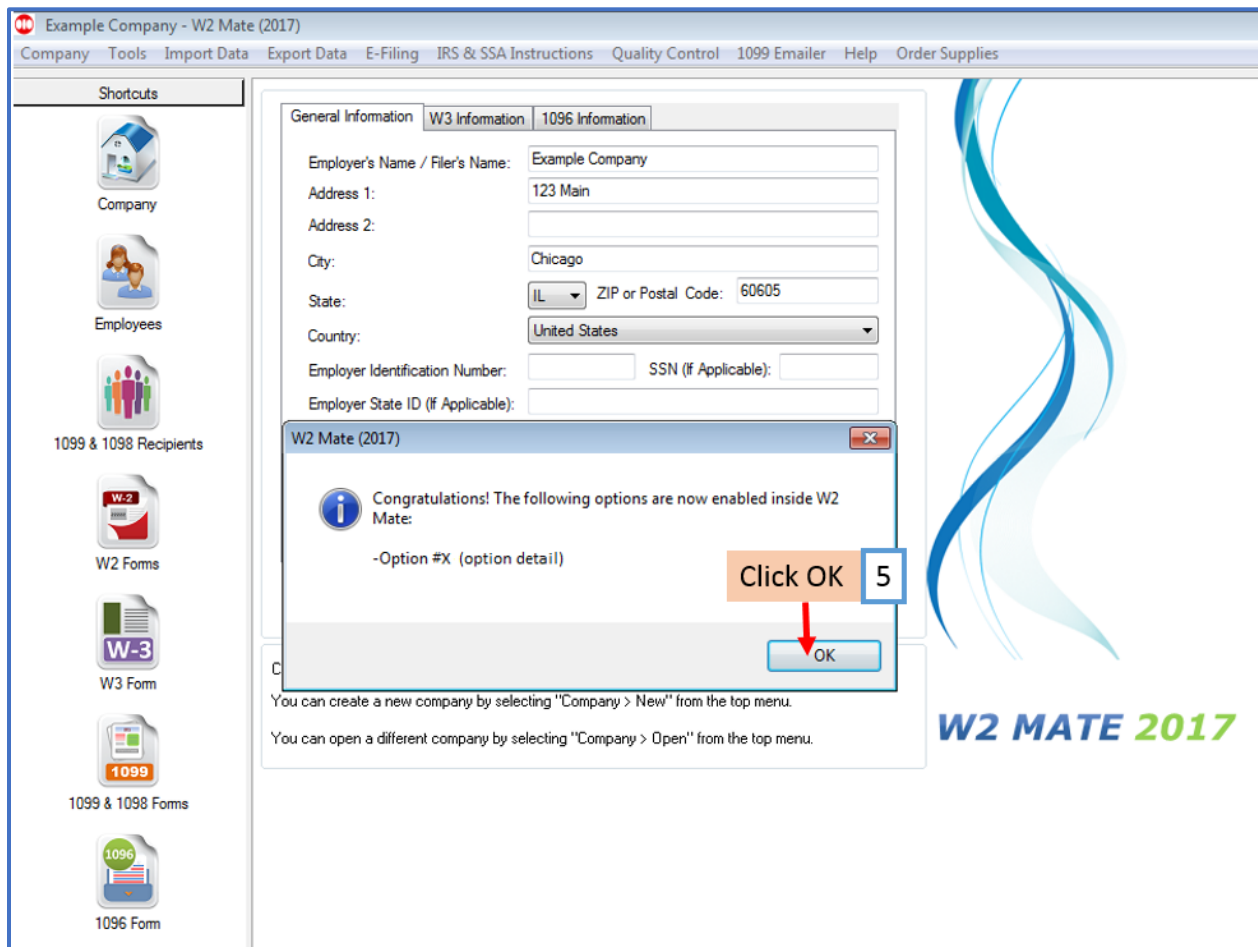 Example Company - W2 Mate (2017)
Company Tools Import Data Export Data E-Filing IRS & SSA Instructions Quality Control 1099 Emailer Help Order Supplies
Shortcuts
Company
Employees
1099 & 1098 Recipients
W-2
W2 Forms
W-3
W3 Form
1099
1099 & 1098 Forms
1096
1096 Form
General Information W3 Information 1096 Information
Employer's Name / Filer's Name: Example Company
Address 1: 123 Main
Address 2:
City: Chicago
State: IL ZIP or Postal Code: 60605
Country: United States
Employer Identification Number: SSN (If Applicable):
Employer State ID (If Applicable):
W2 Mate (2017)
Congratulations! The following options are now enabled inside W2
Mate:
-Option #X (option detail)
Click OK 5
OK
You can create a new company by selecting "Company > New" from the top menu.
You can open a different company by selecting "Company > Open" from the top menu.
W2 MATE 2017